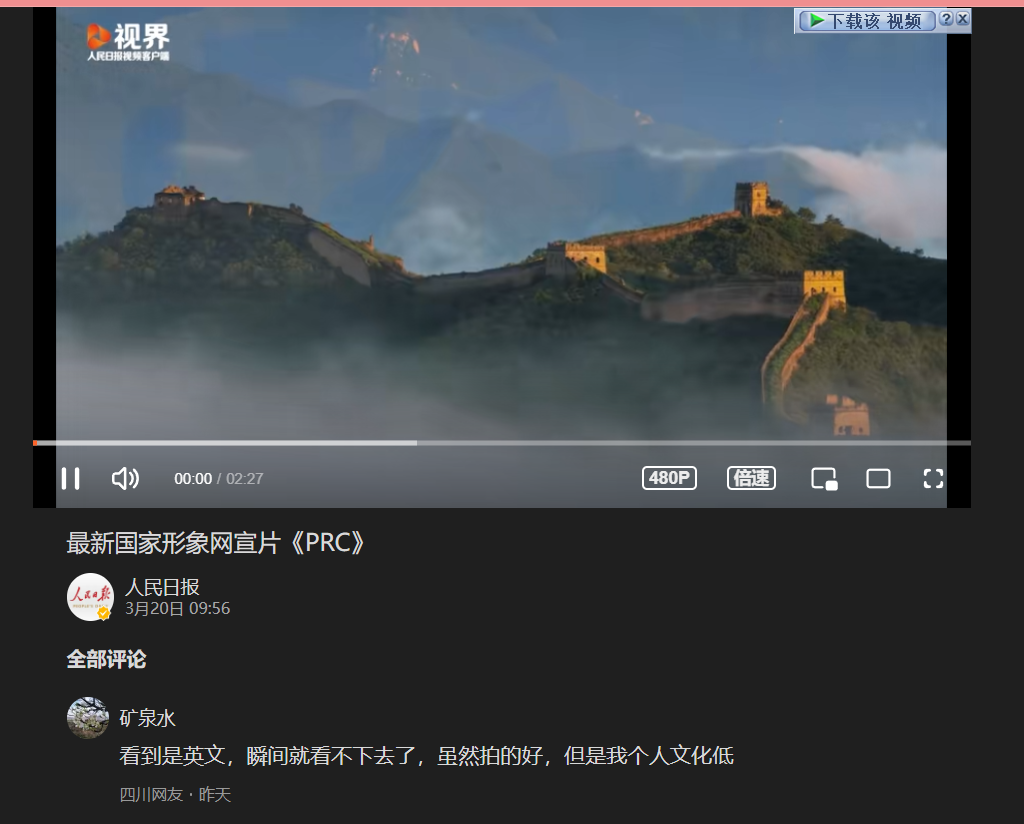 下载该 视频
视界
人民日报视频客户端
00:00 / 02:27
480P
倍速
最新国家形象网宣片《PRC》
人民日报
人民日报
3月20日 09:56
全部评论
矿泉水
看到是英文，瞬间就看不下去了，虽然拍的好，但是我个人文化低
四川网友 · 昨天